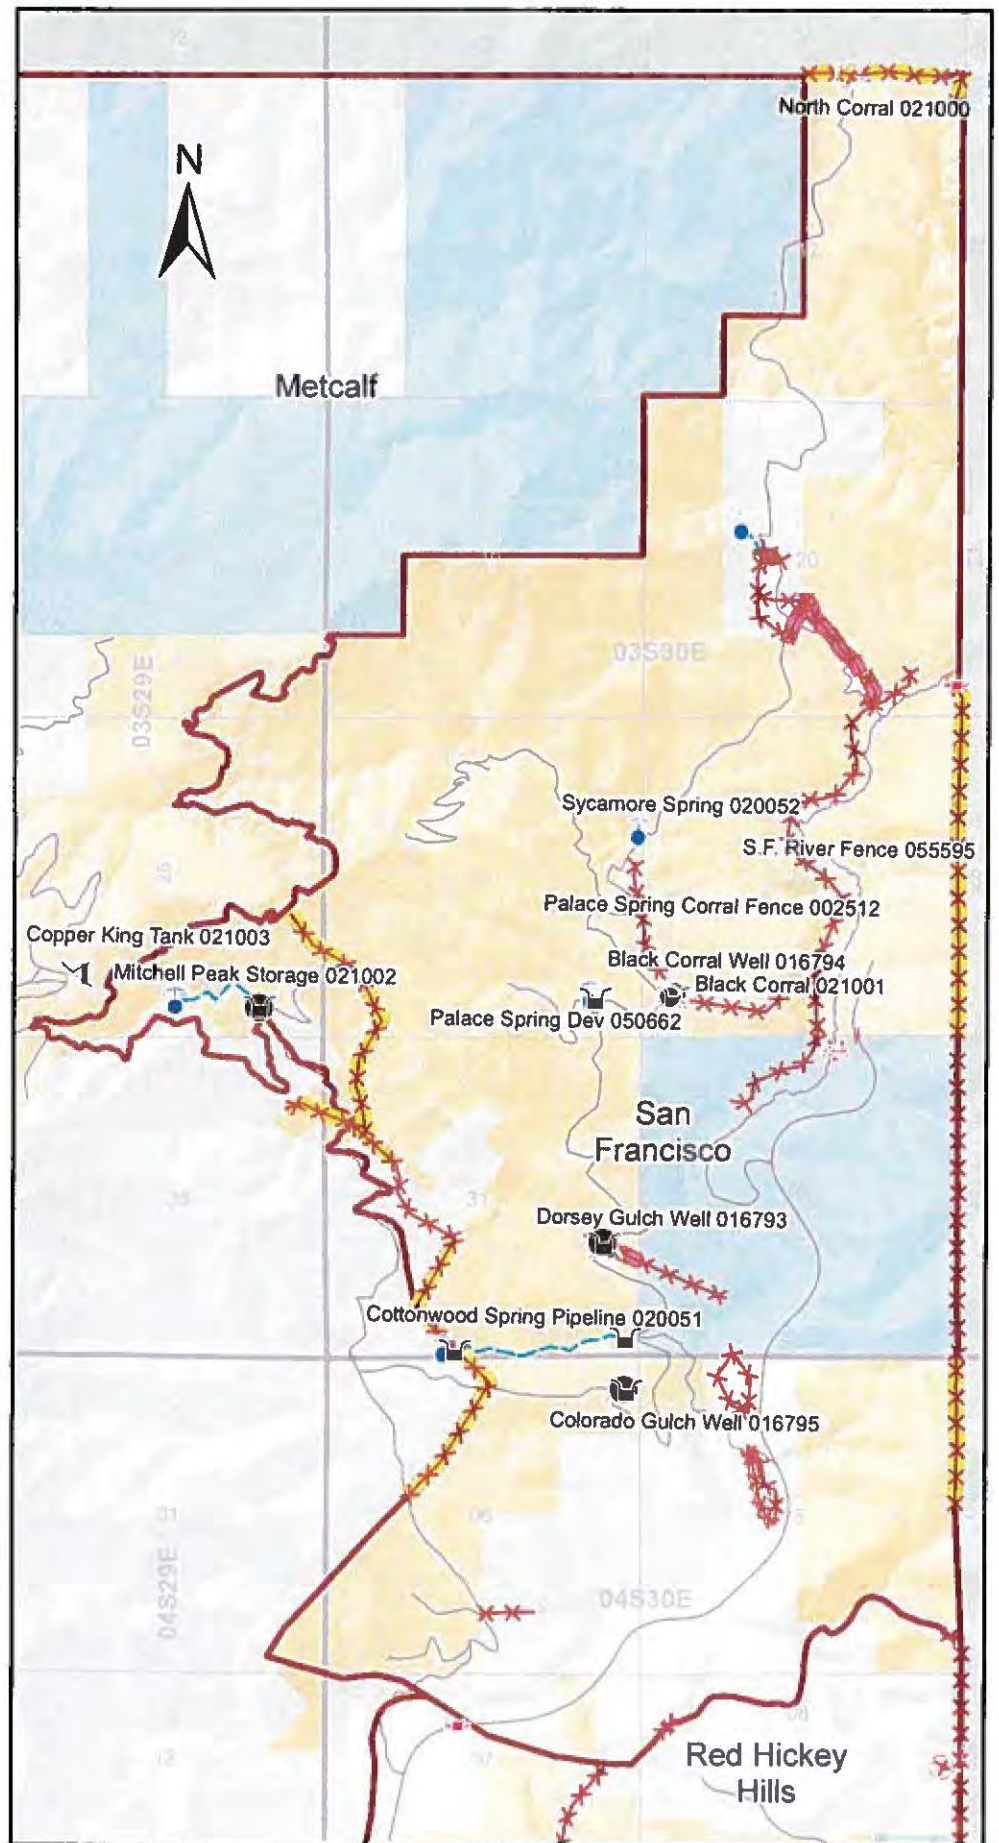 North Corral 021000
N
Metcalf
20
03S30E
03S29E
Sycamore Spring 020052
S.F. River Fence 055595
25
Palace Spring Corral Fence 002512
Copper King Tank 021003
Black Corral Well 016794
Mitchell Peak Storage 021002
Black Corral 021001
Palace Spring Dev 050662
San
Francisco
31
Dorsey Gulch Well 016793
Cottonwood Spring Pipeline 020051
Colorado Gulch Well 016795
06
04S29E
04S30E
Red Hickey
Hills